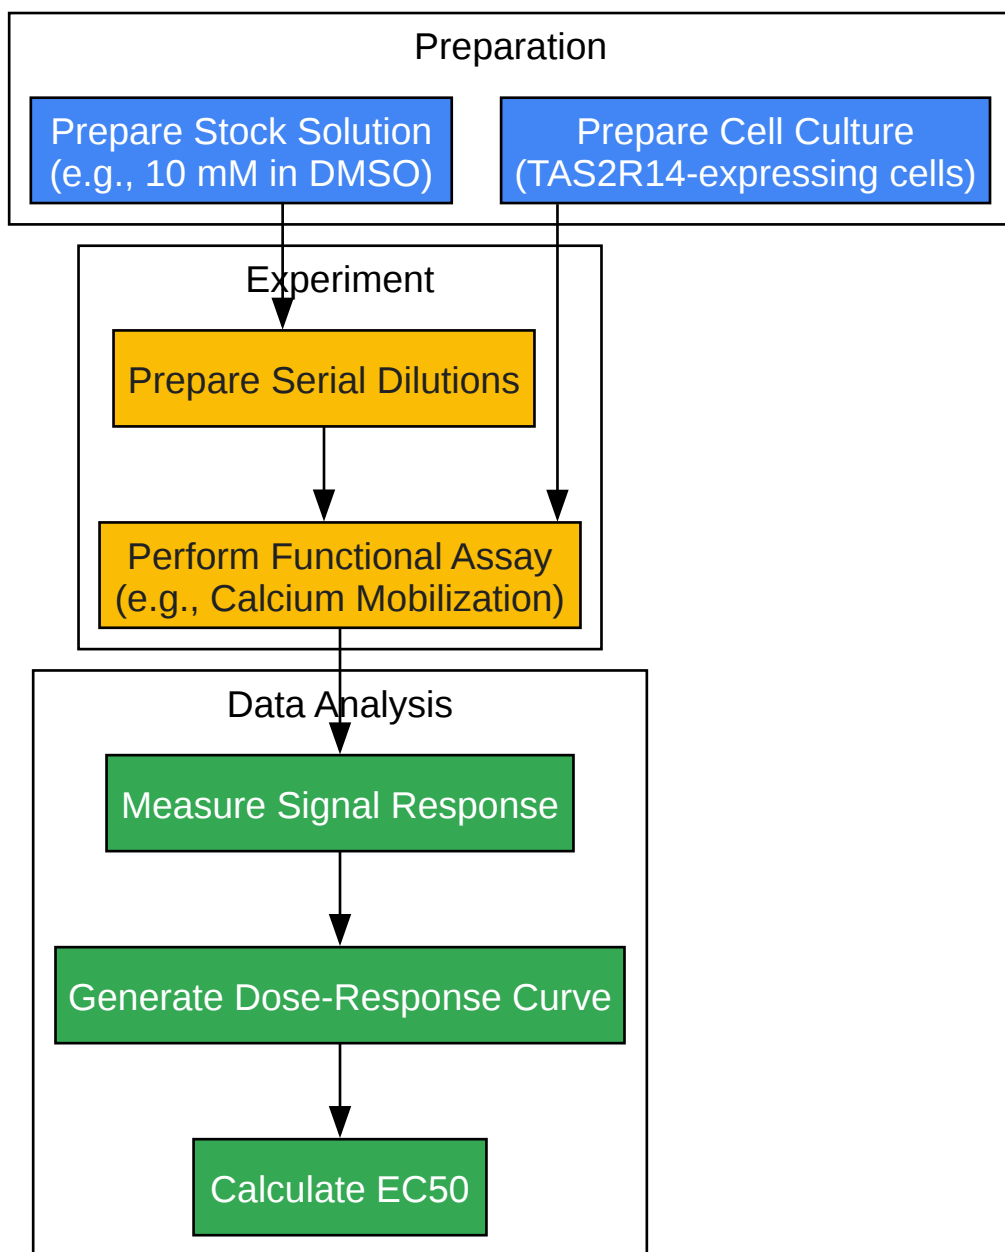 Preparation
Prepare Stock Solution
(e.g., 10 mM in DMSO)
Prepare Cell Culture
(TAS2R14-expressing cells)
Experiment
Prepare Serial Dilutions
Perform Functional Assay
(e.g., Calcium Mobilization)
Data Analysis
Measure Signal Response
Generate Dose-Response Curve
Calculate EC50